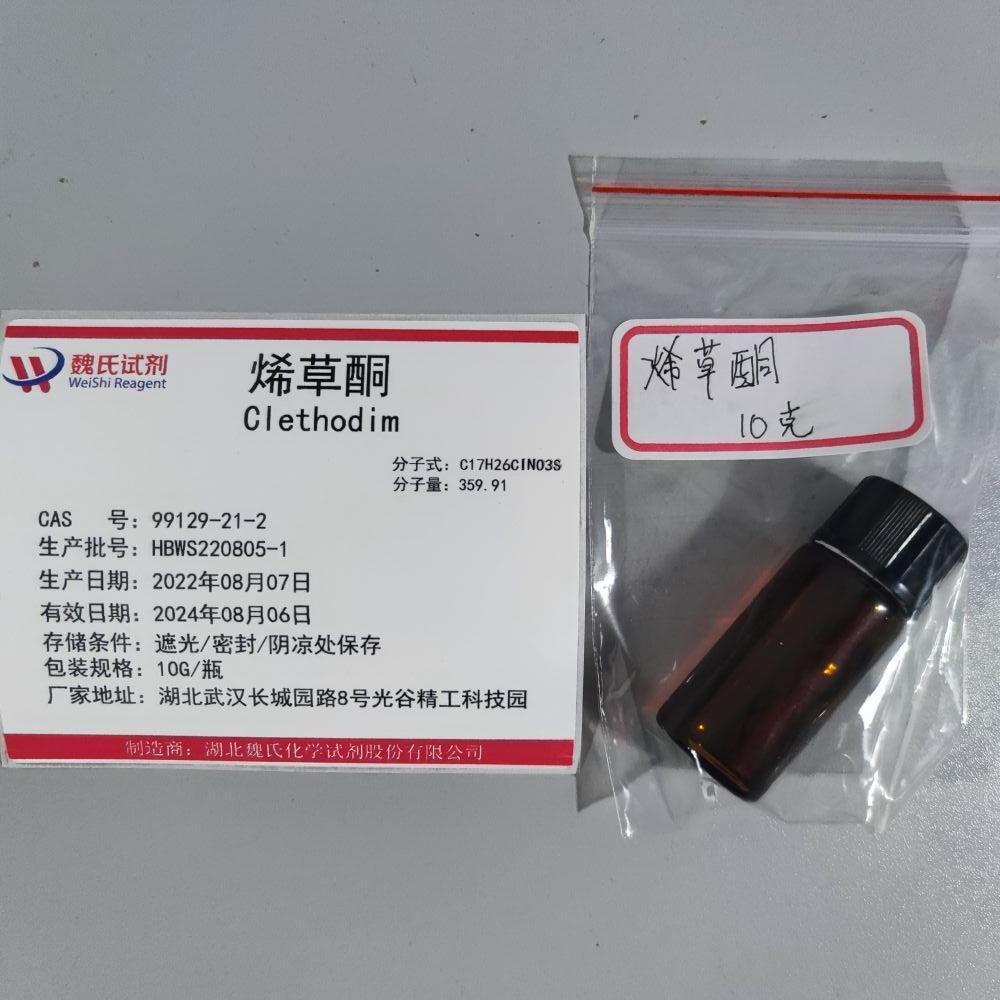 魏氏试剂
WeiShi Reagent
烯草酮
Clethodim
分子式：C17H26ClNO3S
分子量：359.91
CAS 号：99129-21-2
生产批号：HBWS220805-1
生产日期：2022年08月07日
有效日期：2024年08月06日
存储条件：遮光/密封/阴凉处保存
包装规格：10G/瓶
厂家地址：湖北武汉长城园路8号光谷精工科技园
制造商：湖北魏氏化学试剂股份有限公司
烯草酮
10克